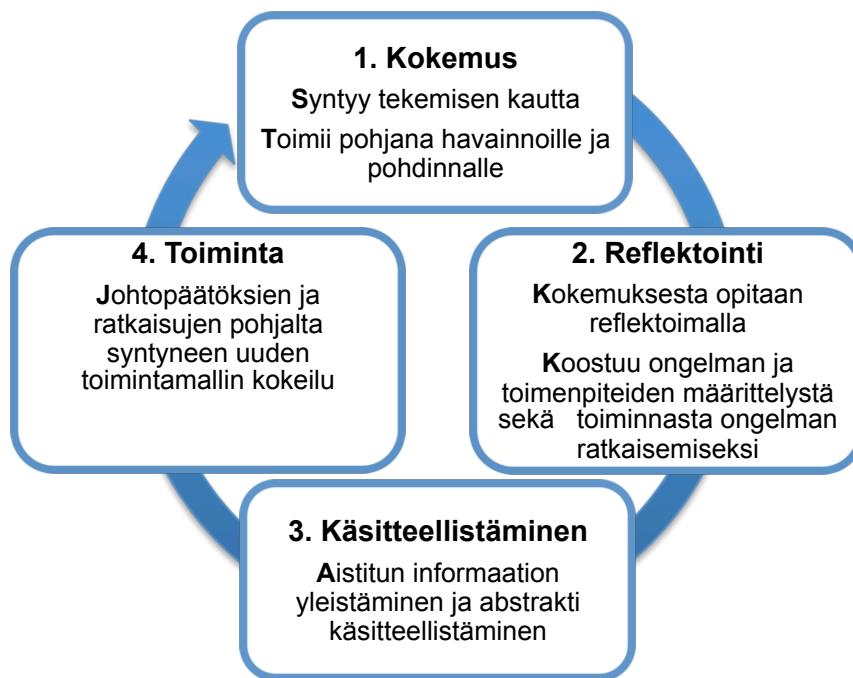 1. Kokemus
Syntyy tekemisen kautta
Toimii pohjana havainnoille ja
pohdinnalle
2. Reflektointi
Kokemuksesta opitaan
reflektoimalla
Koostuu ongelman ja
toimenpiteiden määrittelystä
sekä toiminnasta ongelman
ratkaisemiseksi
3. Käsitteellistäminen
Aistitun informaation
yleistäminen ja abstrakti
käsitteellistäminen
4. Toiminta
Johtopäätöksien ja
ratkaisujen pohjalta
syntyneen uuden
toimintamallin kokeilu